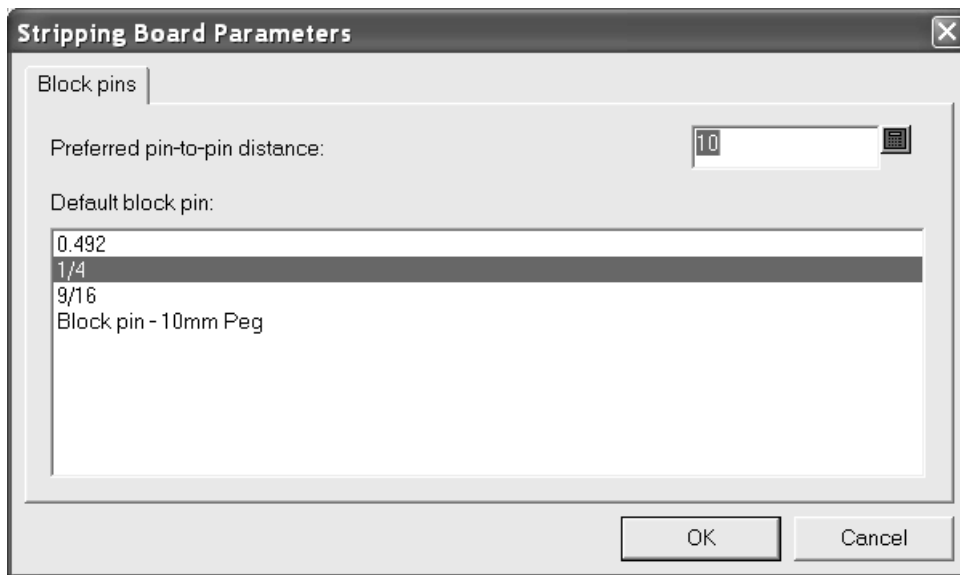 Stripping Board Parameters
Block pins
Preferred pin-to-pin distance: 10
Default block pin:
0.492
1/4
9/16
Block pin - 10mm Peg
OK Cancel